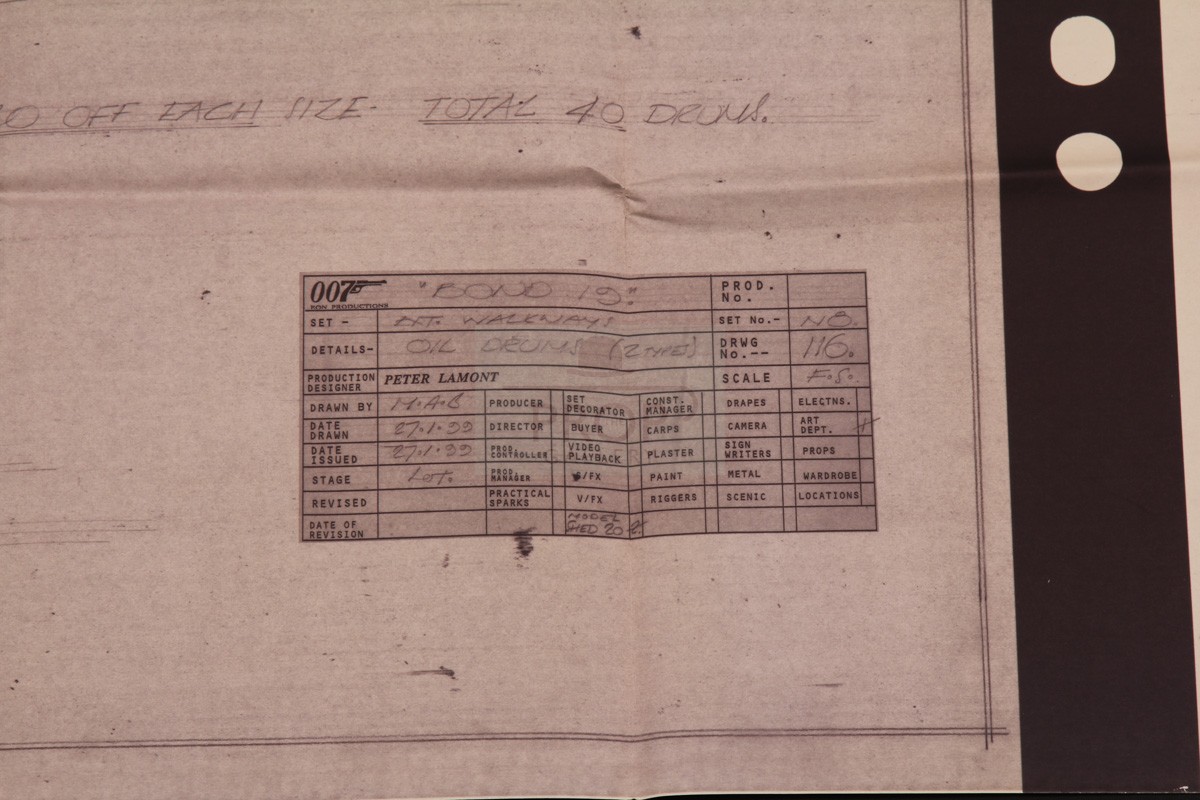 0 OFF EACH SIZE- TOTAL 40 DRUMS.
007 "BOND 19." PROD. No.
EON PRODUCTIONS
SET - EXT. WALKWAYS SET No.-
DETAILS- OIL DRUMS (2 TYPES) DRWG No.-- 116.
PRODUCTION DESIGNER PETER LAMONT SCALE F.S.
DRAWN BY M.A.B PRODUCER SET DECORATOR CONST. MANAGER DRAPES ELECTNS.
DATE DRAWN 27.1.99 DIRECTOR BUYER CARPS CAMERA ART DEPT.
DATE ISSUED 27.1.99 PROD. CONTROLLER VIDEO PLAYBACK PLASTER SIGN WRITERS PROPS
STAGE LOT. PROD. MANAGER S/FX PAINT METAL WARDROBE
REVISED PRACTICAL SPARKS V/FX RIGGERS SCENIC LOCATIONS
DATE OF REVISION MODEL